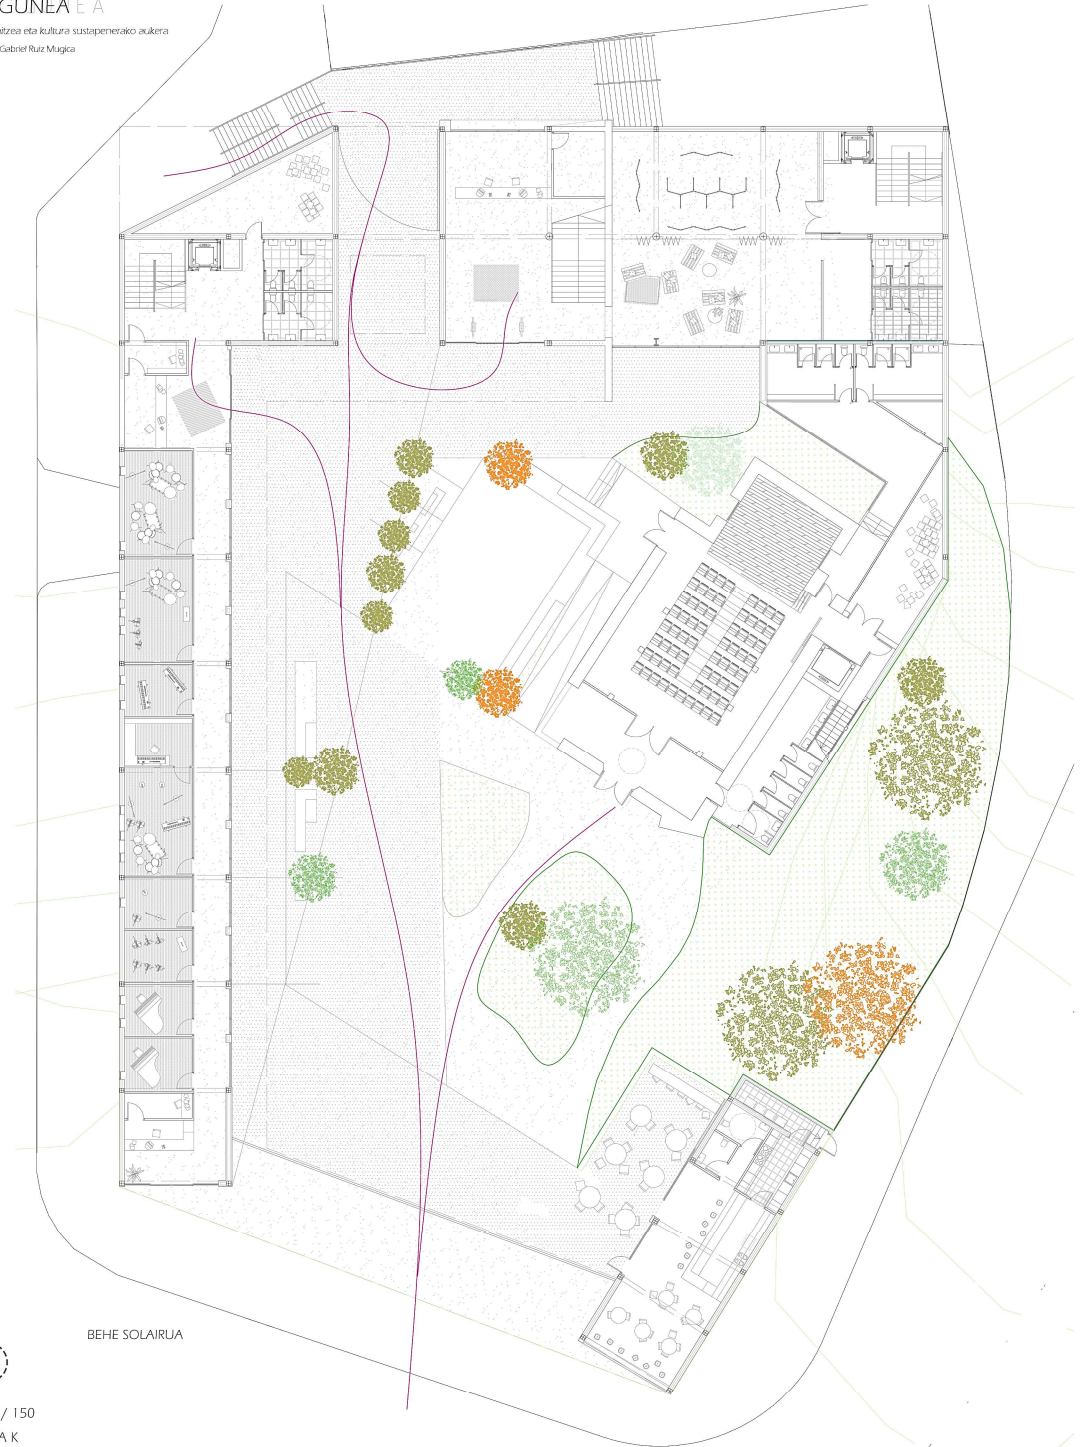 GUNEA E A
itzea eta kultura sustapenerako aukera
Gabriel Ruiz Mugica
BEHE SOLAIRUA
/ 150
A K